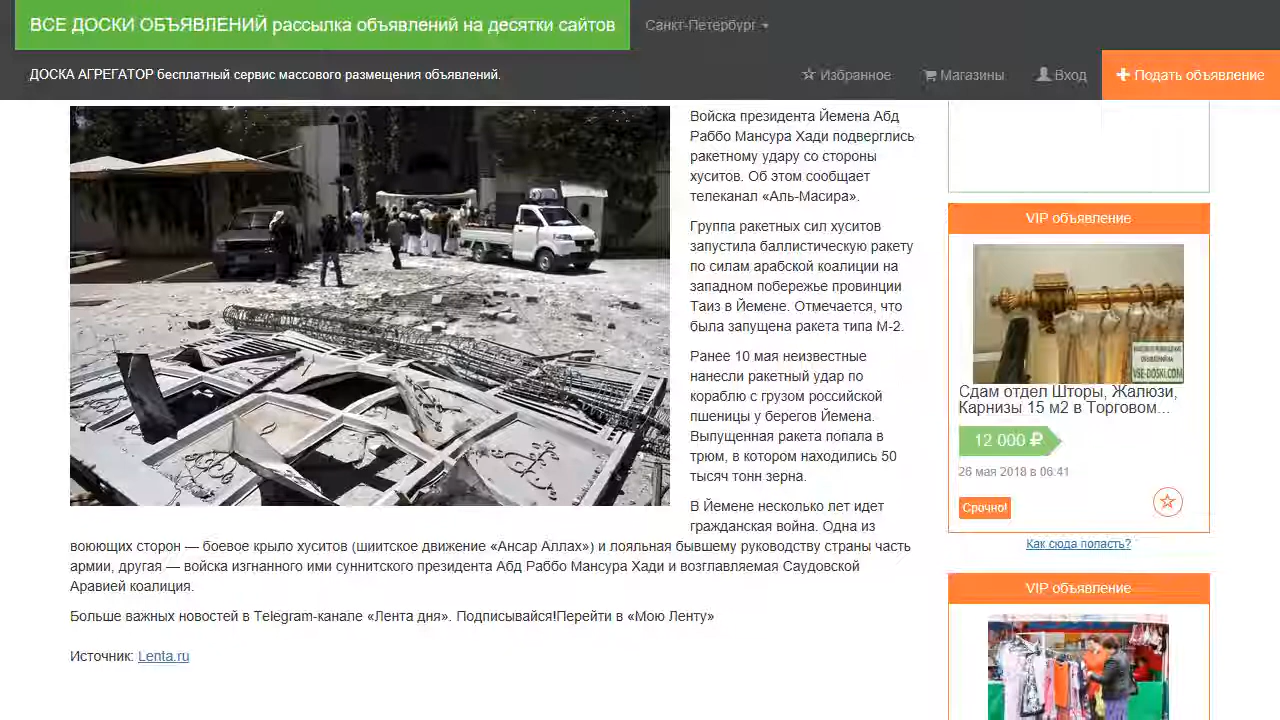 ВСЕ ДОСКИ ОБЪЯВЛЕНИЙ рассылка объявлений на десятки сайтов
Санкт-Петербург
ДОСКА АГРЕГАТОР бесплатный сервис массового размещения объявлений.
Избранное
Магазины
Вход
Подать объявление
Войска президента Йемена Абд
Раббо Мансура Хади подверглись
ракетному удару со стороны
хуситов. Об этом сообщает
телеканал «Аль-Масира».
Группа ракетных сил хуситов
запустила баллистическую ракету
по силам арабской коалиции на
западном побережье провинции
Таиз в Йемене. Отмечается, что
была запущена ракета типа М-2.
Ранее 10 мая неизвестные
нанесли ракетный удар по
кораблю с грузом российской
пшеницы у берегов Йемена.
Выпущенная ракета попала в
трюм, в котором находились 50
тысяч тонн зерна.
В Йемене несколько лет идет
гражданская война. Одна из
воюющих сторон — боевое крыло хуситов (шиитское движение «Ансар Аллах») и лояльная бывшему руководству страны часть
армии, другая — войска изгнанного ими суннитского президента Абд Раббо Мансура Хади и возглавляемая Саудовской
Аравией коалиция.
Больше важных новостей в Telegram-канале «Лента дня». Подписывайся!Перейти в «Мою Ленту»
Источник: Lenta.ru
VIP объявление
VSE-DOSKI.COM
Сдам отдел Шторы, Жалюзи,
Карнизы 15 м2 в Торговом...
12 000 ₽
26 мая 2018 в 06:41
Срочно!
Как сюда попасть?
VIP объявление